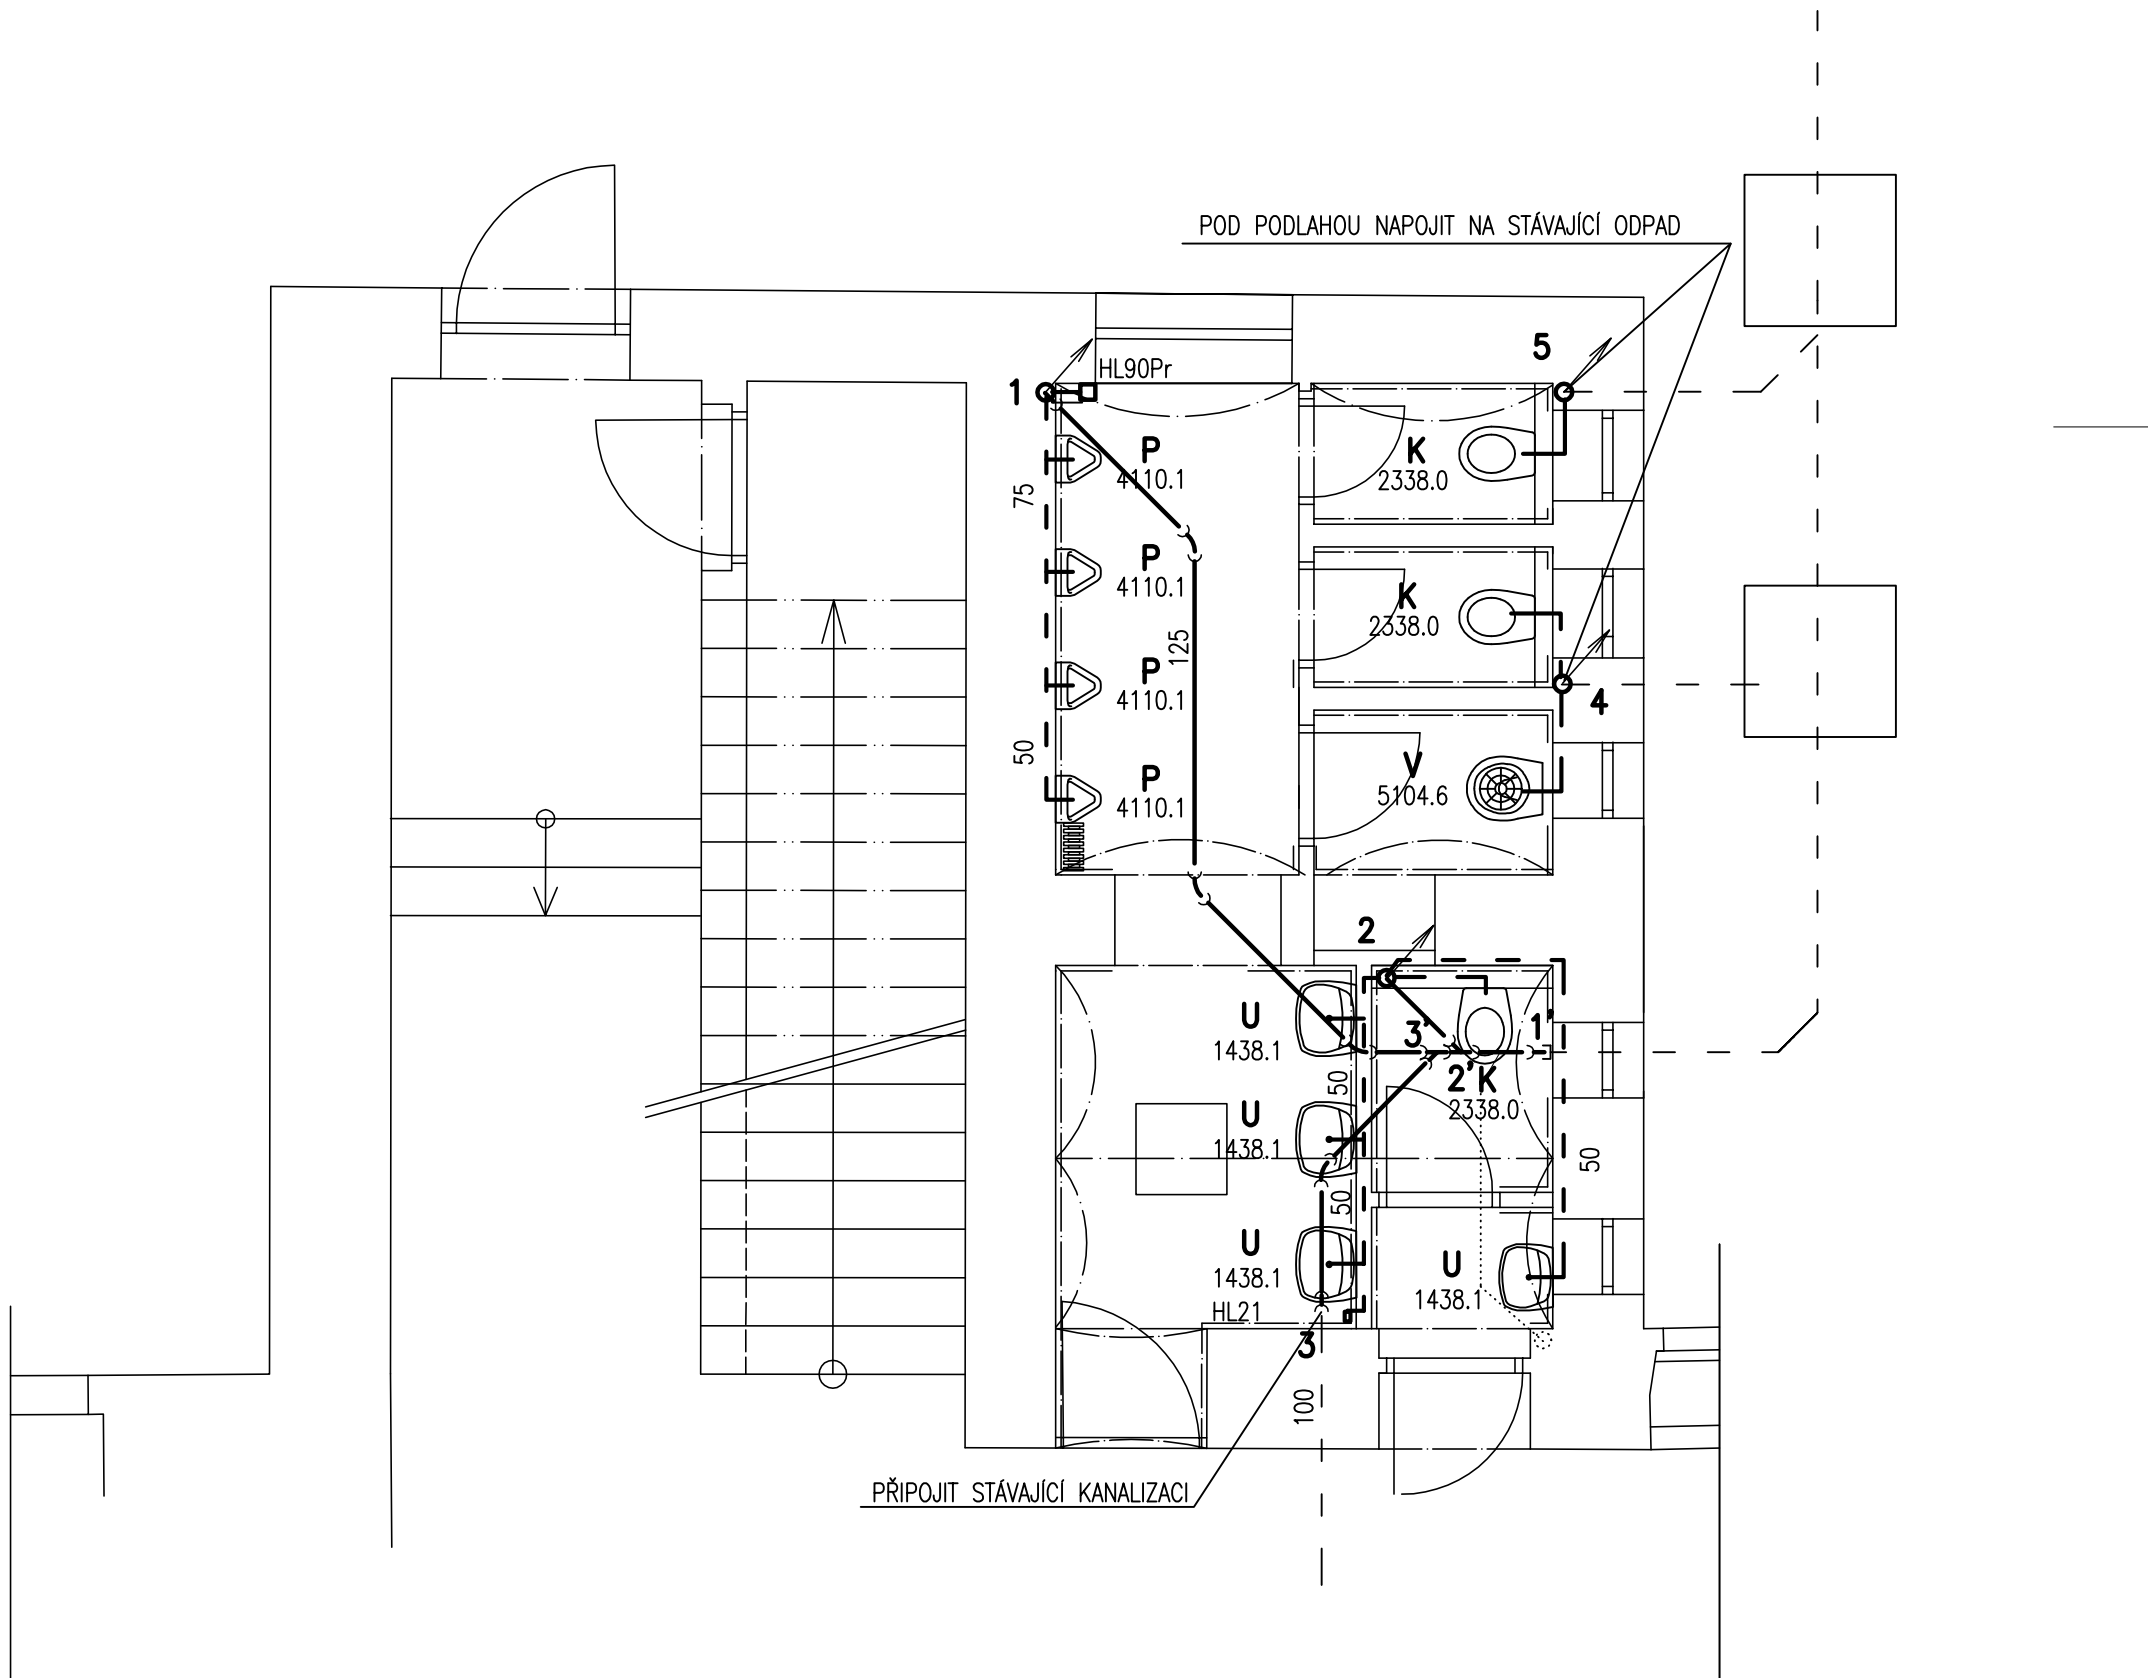 POD PODLAHOU NAPOJIT NA STÁVAJÍCÍ ODPAD
5
HL90Pr
1
P
4110.1
K
2338.0
75
P
4110.1
K
2338.0
125
P
4110.1
4
50
P
4110.1
V
5104.6
2
U
1438.1
3'
1'
2'K
2338.0
50
U
1438.1
50
50
U
1438.1
U
1438.1
HL21
3
100
PŘIPOJIT STÁVAJÍCÍ KANALIZACI